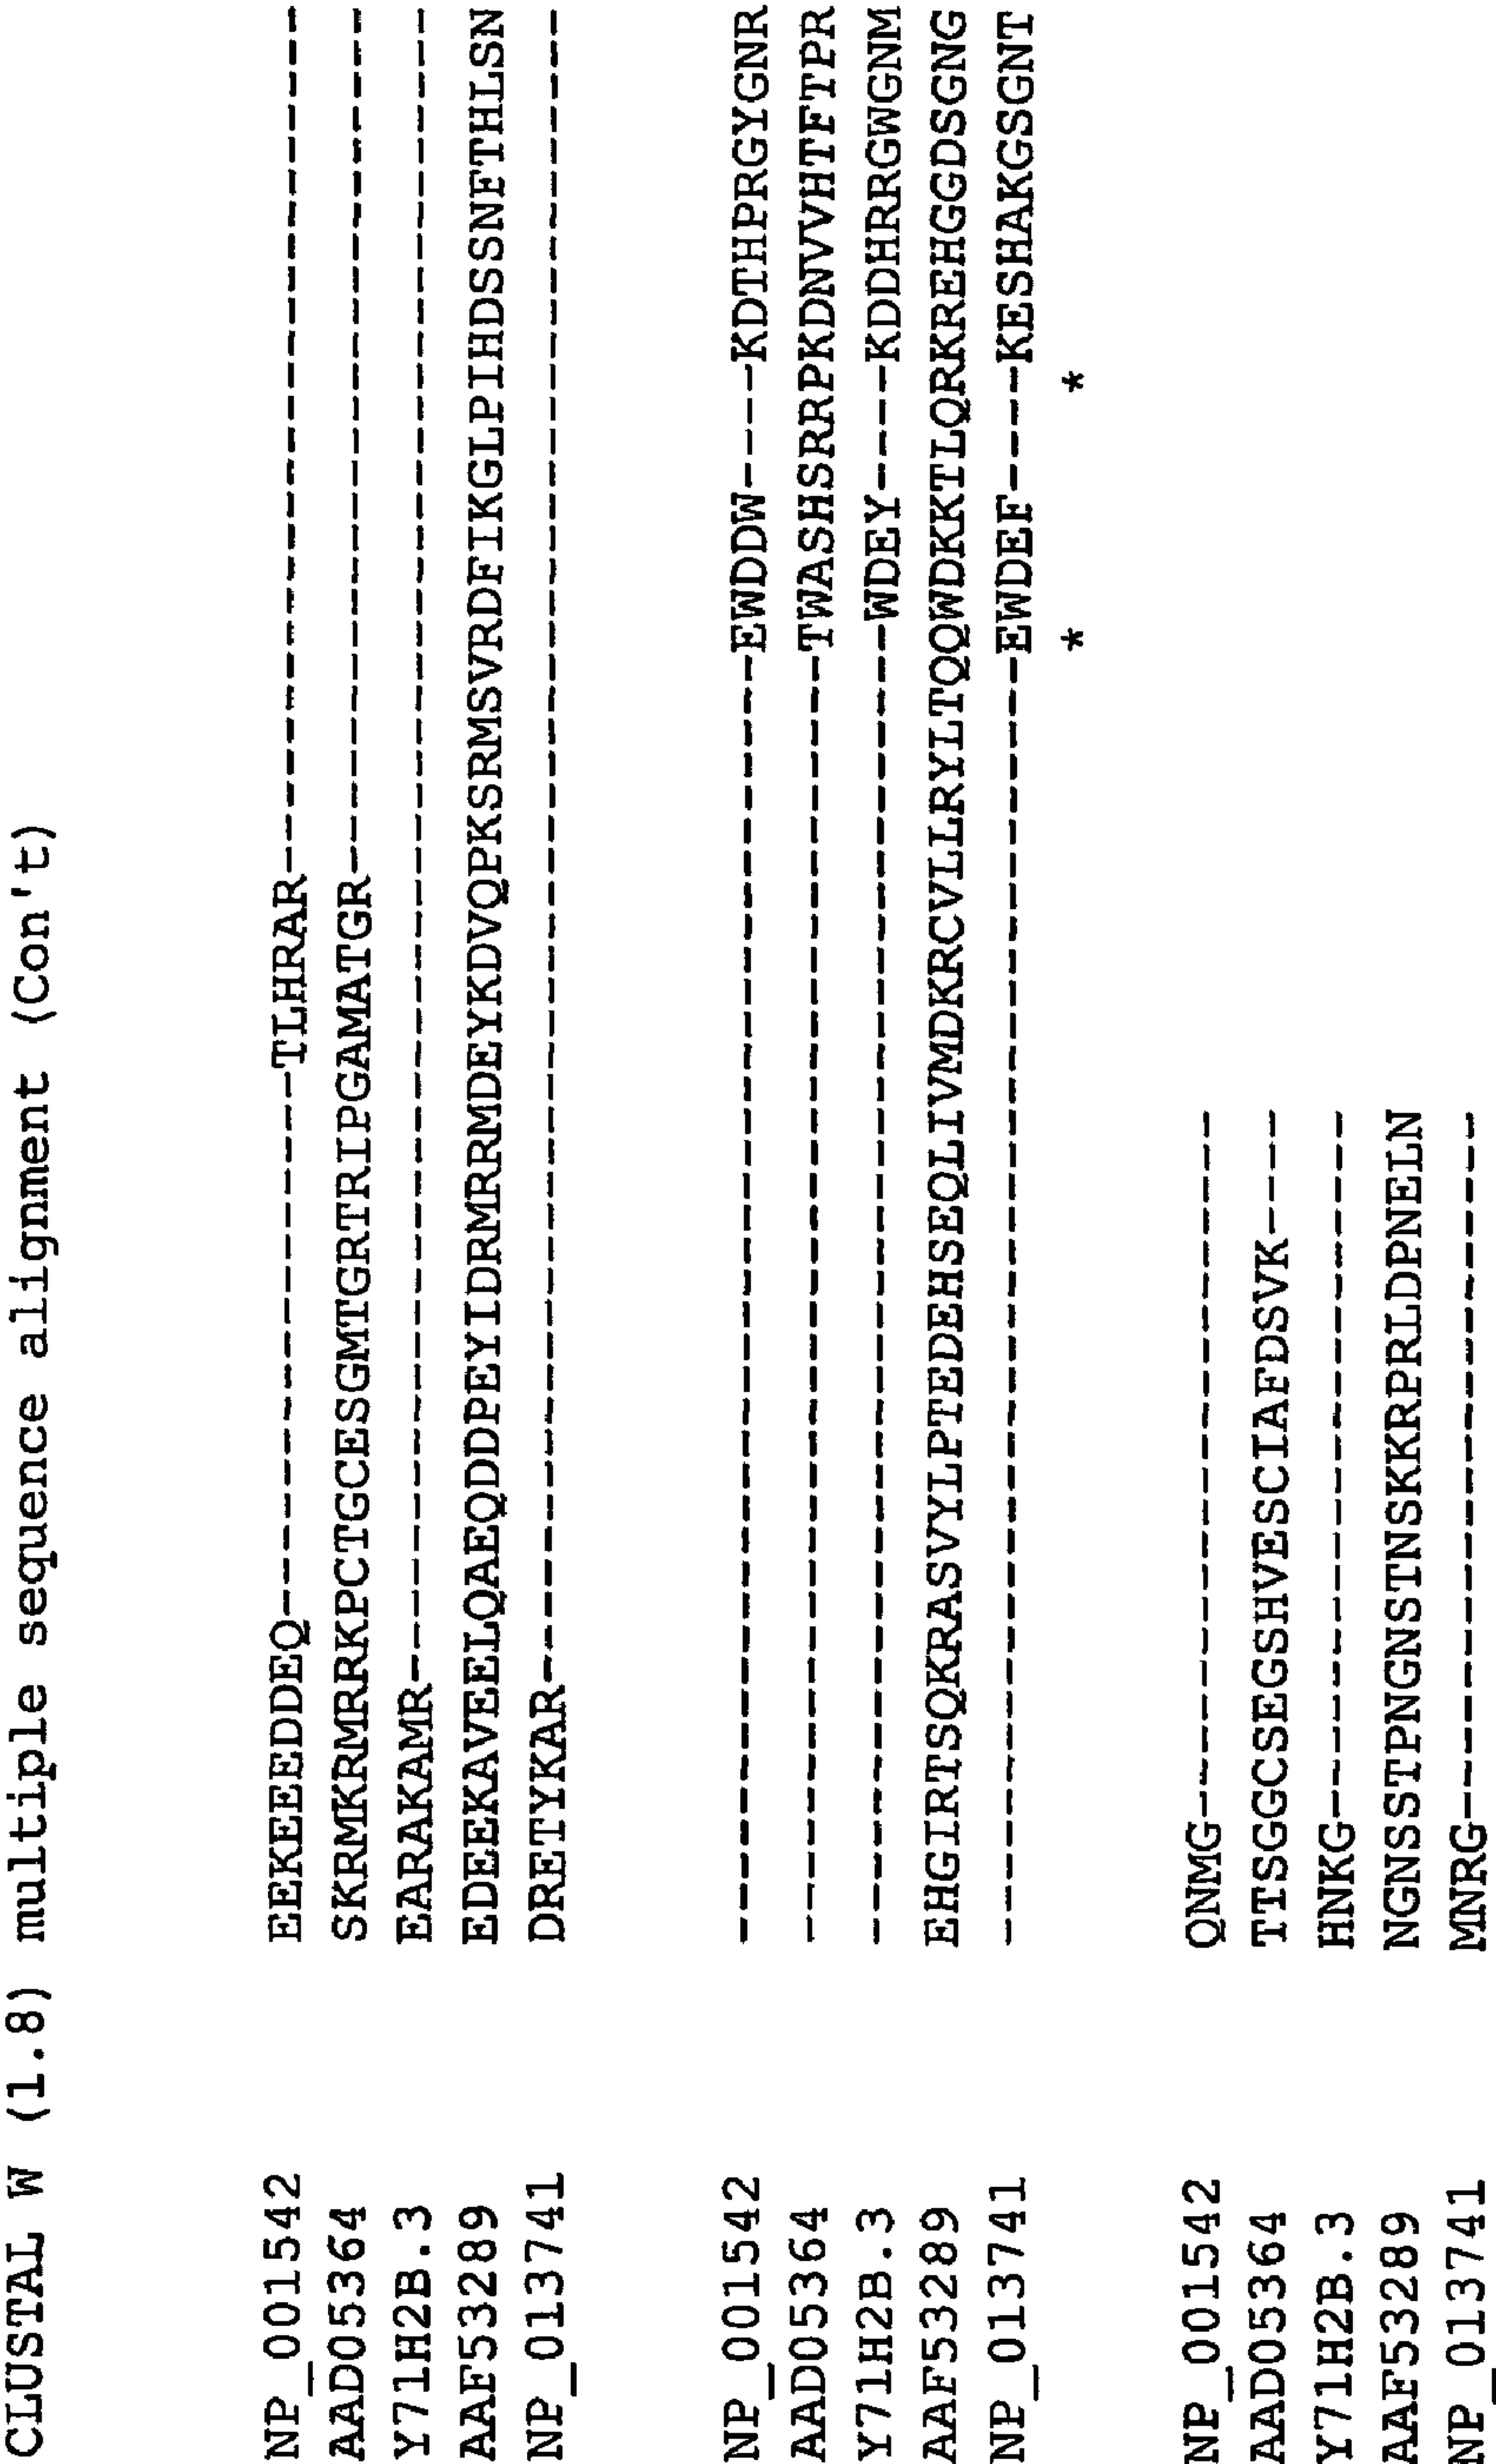 CLUSTAL W (1.8) multiple sequence alignment (Con't)
NP_001542 EEKEEEDDEQ-----------------TLHRAR---------------------------
AAD05364 SKRMKRMRRKPCTGCESGMTGRTRIPGAMATGR---------------------------
Y71H2B.3 EARAKAMR----------------------------------------------------
AAF53289 EDEEKAVEELQAEQDDPEYIDRMRRMDEYKDVQPKSRMSVRDFIKGLPIHDSSNFTHLSN
NP_013741 DRETYKAR----------------------------------------------------
NP_001542 ----------------------------------------EWDDW----KDTHPRGYGNR
AAD05364 ----------------------------------------TWASHSRRPKDNVVHTFTPR
Y71H2B.3 -----------------------------------------WDEY----KDDHRRGWGNM
AAF53289 EHGIRTSQKRASVYLPTEDEHSEQLIVMDKRCVLLRYLTQQWDKKTLQRKREHGGDSGNG
NP_013741 ----------------------------------------EWDEF----KESHAKGSGNT
* *
NP_001542 QNMG----------------------
AAD05364 TTSGGCSEGSHVESCIAFDSVK----
Y71H2B.3 HNKG----------------------
AAF53289 NGNSSTPNGNSTNSKKRPRLDPNELN
NP_013741 MNRG----------------------